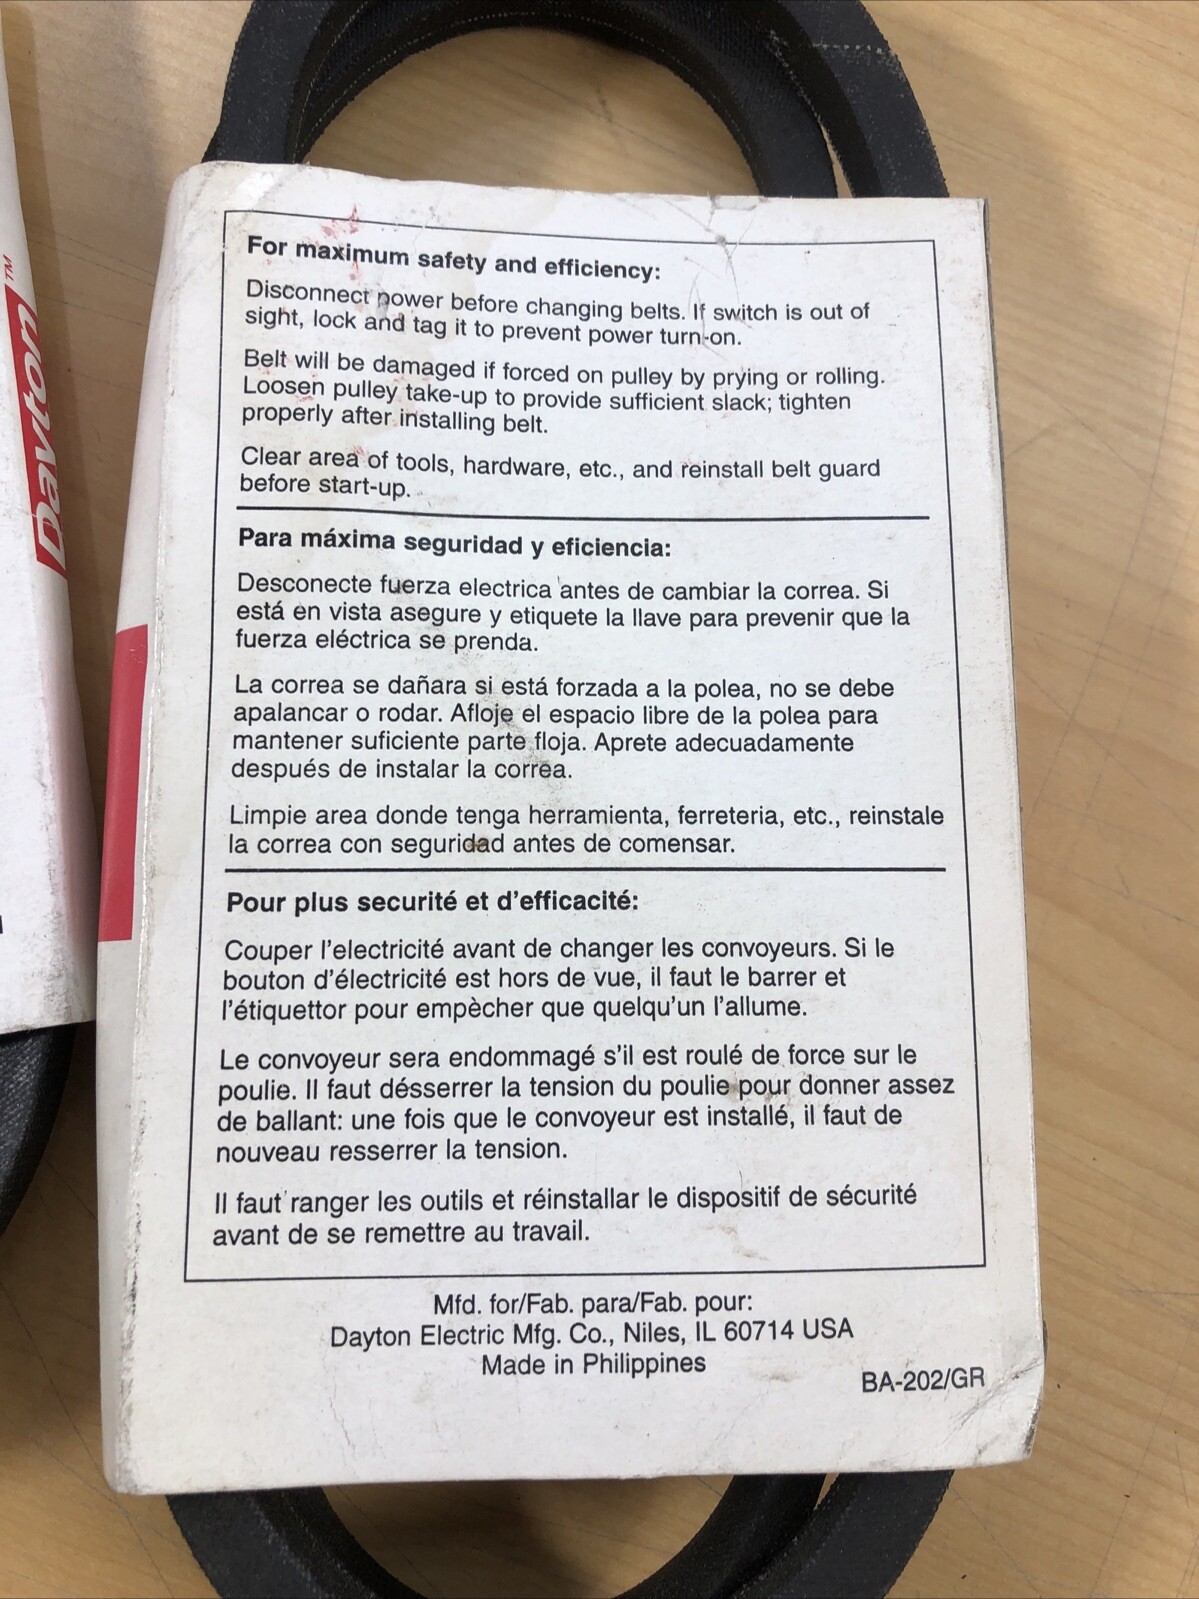 Dayton™
For maximum safety and efficiency:
Disconnect power before changing belts. If switch is out of
sight, lock and tag it to prevent power turn-on.
Belt will be damaged if forced on pulley by prying or rolling.
Loosen pulley take-up to provide sufficient slack; tighten
properly after installing belt.
Clear area of tools, hardware, etc., and reinstall belt guard
before start-up.
Para máxima seguridad y eficiencia:
Desconecte fuerza electrica antes de cambiar la correa. Si
está en vista asegure y etiquete la llave para prevenir que la
fuerza eléctrica se prenda.
La correa se dañara si está forzada a la polea, no se debe
apalancar o rodar. Afloje el espacio libre de la polea para
mantener suficiente parte floja. Aprete adecuadamente
después de instalar la correa.
Limpie area donde tenga herramienta, ferreteria, etc., reinstale
la correa con seguridad antes de comensar.
Pour plus securité et d'efficacité:
Couper l'electricité avant de changer les convoyeurs. Si le
bouton d'électricité est hors de vue, il faut le barrer et
l'étiquettor pour empècher que quelqu'un l'allume.
Le convoyeur sera endommagé s'il est roulé de force sur le
poulie. Il faut désserrer la tension du poulie pour donner assez
de ballant: une fois que le convoyeur est installé, il faut de
nouveau resserrer la tension.
Il faut ranger les outils et réinstallar le dispositif de sécurité
avant de se remettre au travail.
Mfd. for/Fab. para/Fab. pour:
Dayton Electric Mfg. Co., Niles, IL 60714 USA
Made in Philippines
BA-202/GR